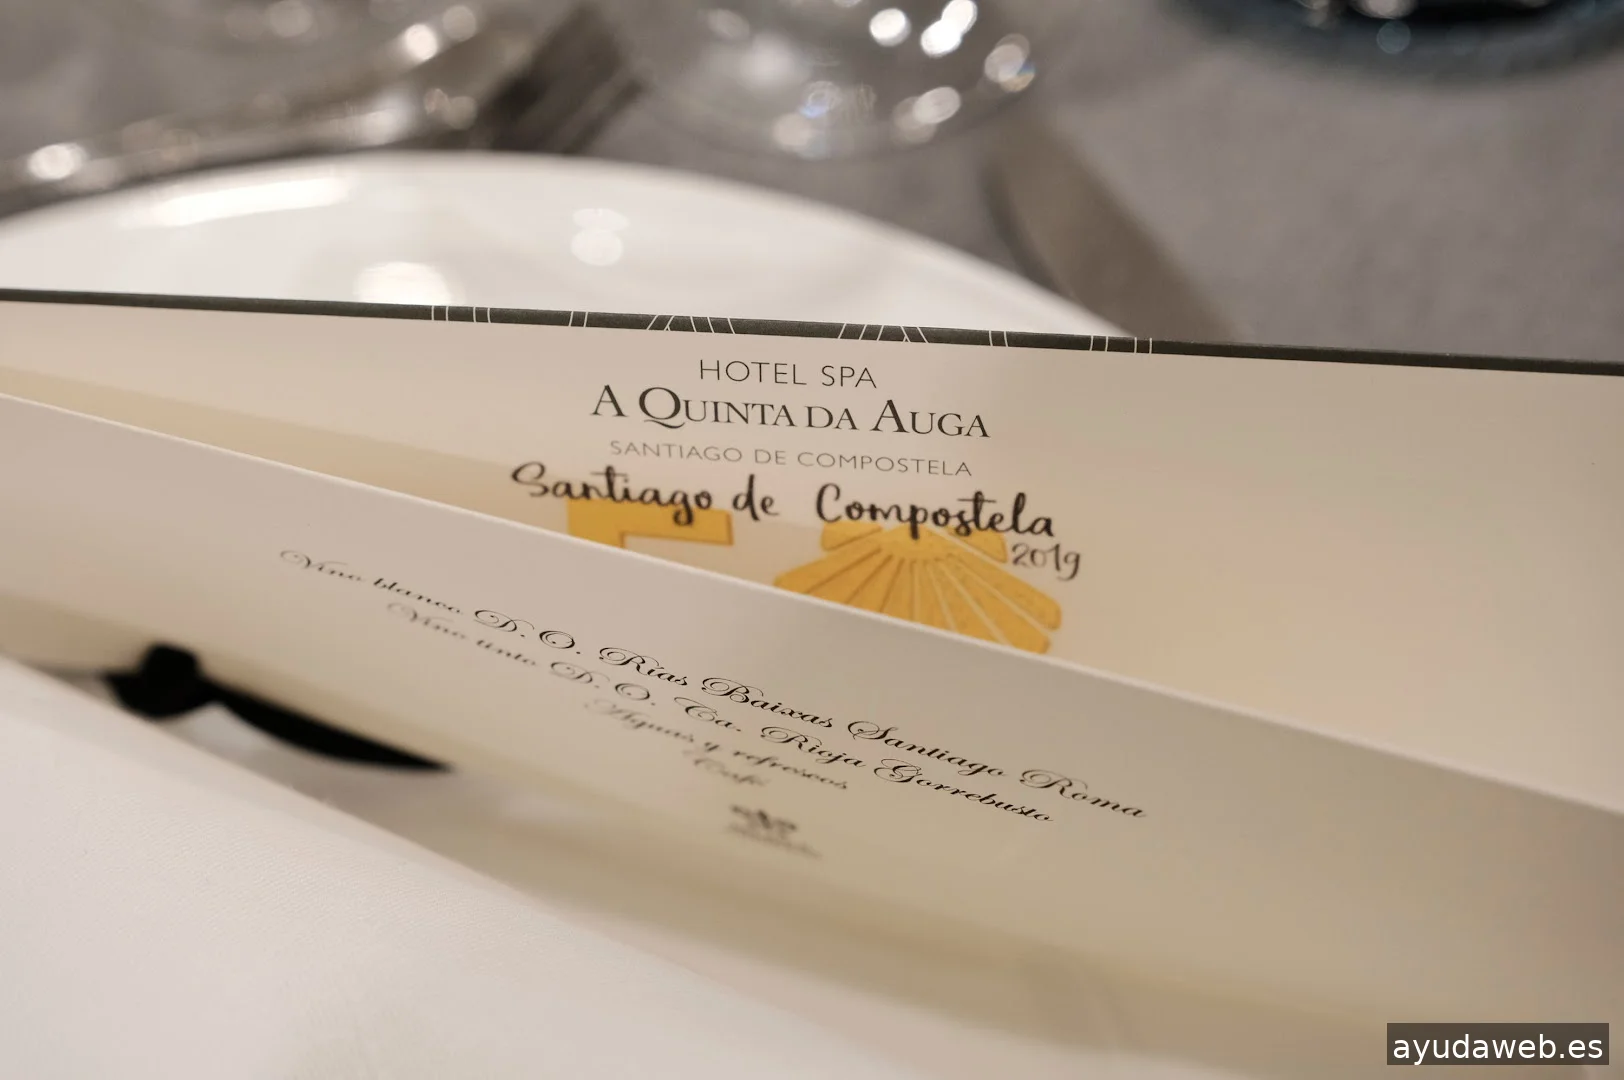 HOTEL SPA
A QUINTA DA AUGA
SANTIAGO DE COMPOSTELA
Santiago de Compostela
2019
Vino blanco D. O. Rías Baixas Santiago Roma
Vino tinto D. O. Ca. Rioja Gorrebusto
Aguas y refrescos
Café
ayudaweb.es